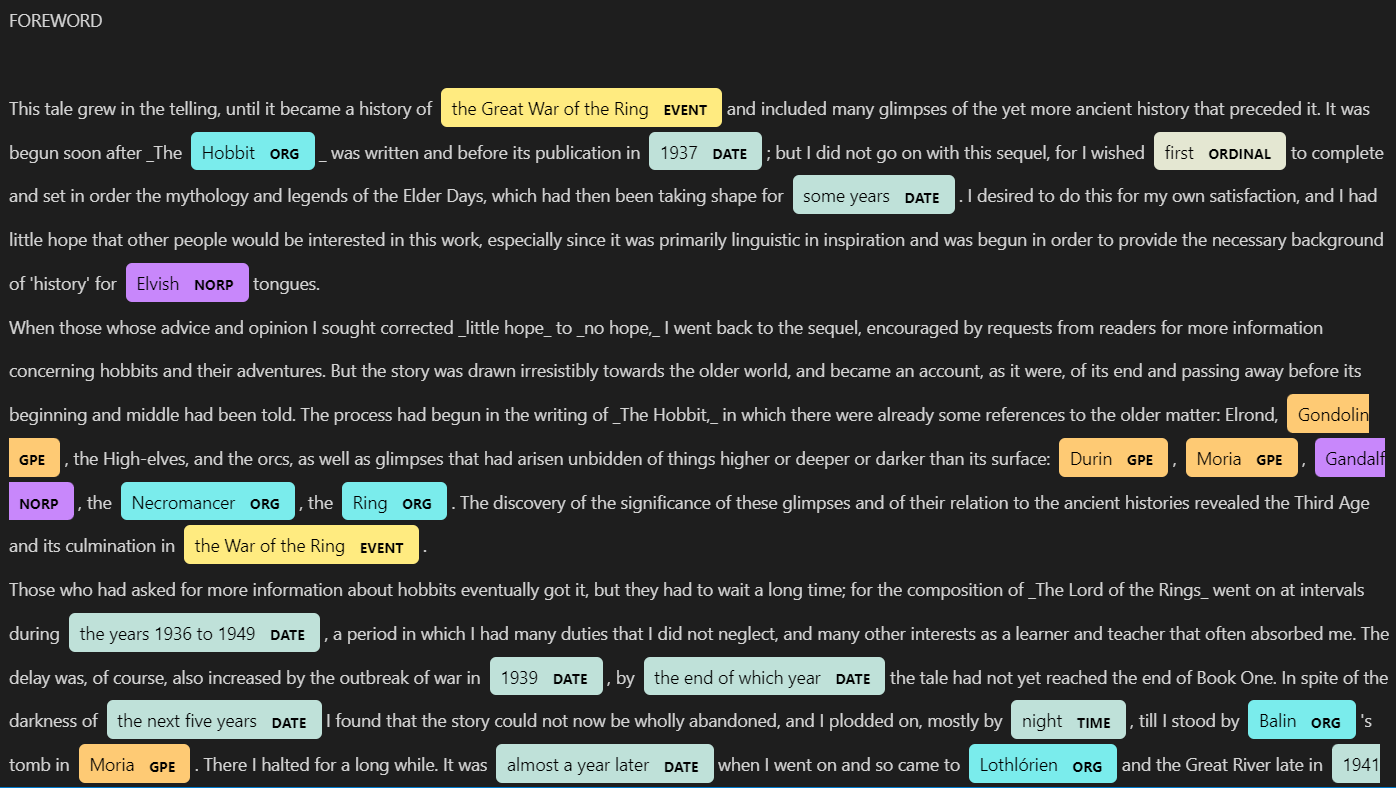 FOREWORD
This tale grew in the telling, until it became a history of the Great War of the Ring EVENT and included many glimpses of the yet more ancient history that preceded it. It was
begun soon after _The Hobbit ORG _ was written and before its publication in 1937 DATE ; but I did not go on with this sequel, for I wished first ORDINAL to complete
and set in order the mythology and legends of the Elder Days, which had then been taking shape for some years DATE . I desired to do this for my own satisfaction, and I had
little hope that other people would be interested in this work, especially since it was primarily linguistic in inspiration and was begun in order to provide the necessary background
of 'history' for Elvish NORP tongues.
When those whose advice and opinion I sought corrected _little hope_ to _no hope,_ I went back to the sequel, encouraged by requests from readers for more information
concerning hobbits and their adventures. But the story was drawn irresistibly towards the older world, and became an account, as it were, of its end and passing away before its
beginning and middle had been told. The process had begun in the writing of _The Hobbit,_ in which there were already some references to the older matter: Elrond, Gondolin
GPE , the High-elves, and the orcs, as well as glimpses that had arisen unbidden of things higher or deeper or darker than its surface: Durin GPE , Moria GPE , Gandalf
NORP , the Necromancer ORG , the Ring ORG . The discovery of the significance of these glimpses and of their relation to the ancient histories revealed the Third Age
and its culmination in the War of the Ring EVENT .
Those who had asked for more information about hobbits eventually got it, but they had to wait a long time; for the composition of _The Lord of the Rings_ went on at intervals
during the years 1936 to 1949 DATE , a period in which I had many duties that I did not neglect, and many other interests as a learner and teacher that often absorbed me. The
delay was, of course, also increased by the outbreak of war in 1939 DATE , by the end of which year DATE the tale had not yet reached the end of Book One. In spite of the
darkness of the next five years DATE I found that the story could not now be wholly abandoned, and I plodded on, mostly by night TIME , till I stood by Balin ORG 's
tomb in Moria GPE . There I halted for a long while. It was almost a year later DATE when I went on and so came to Lothlórien ORG and the Great River late in 1941